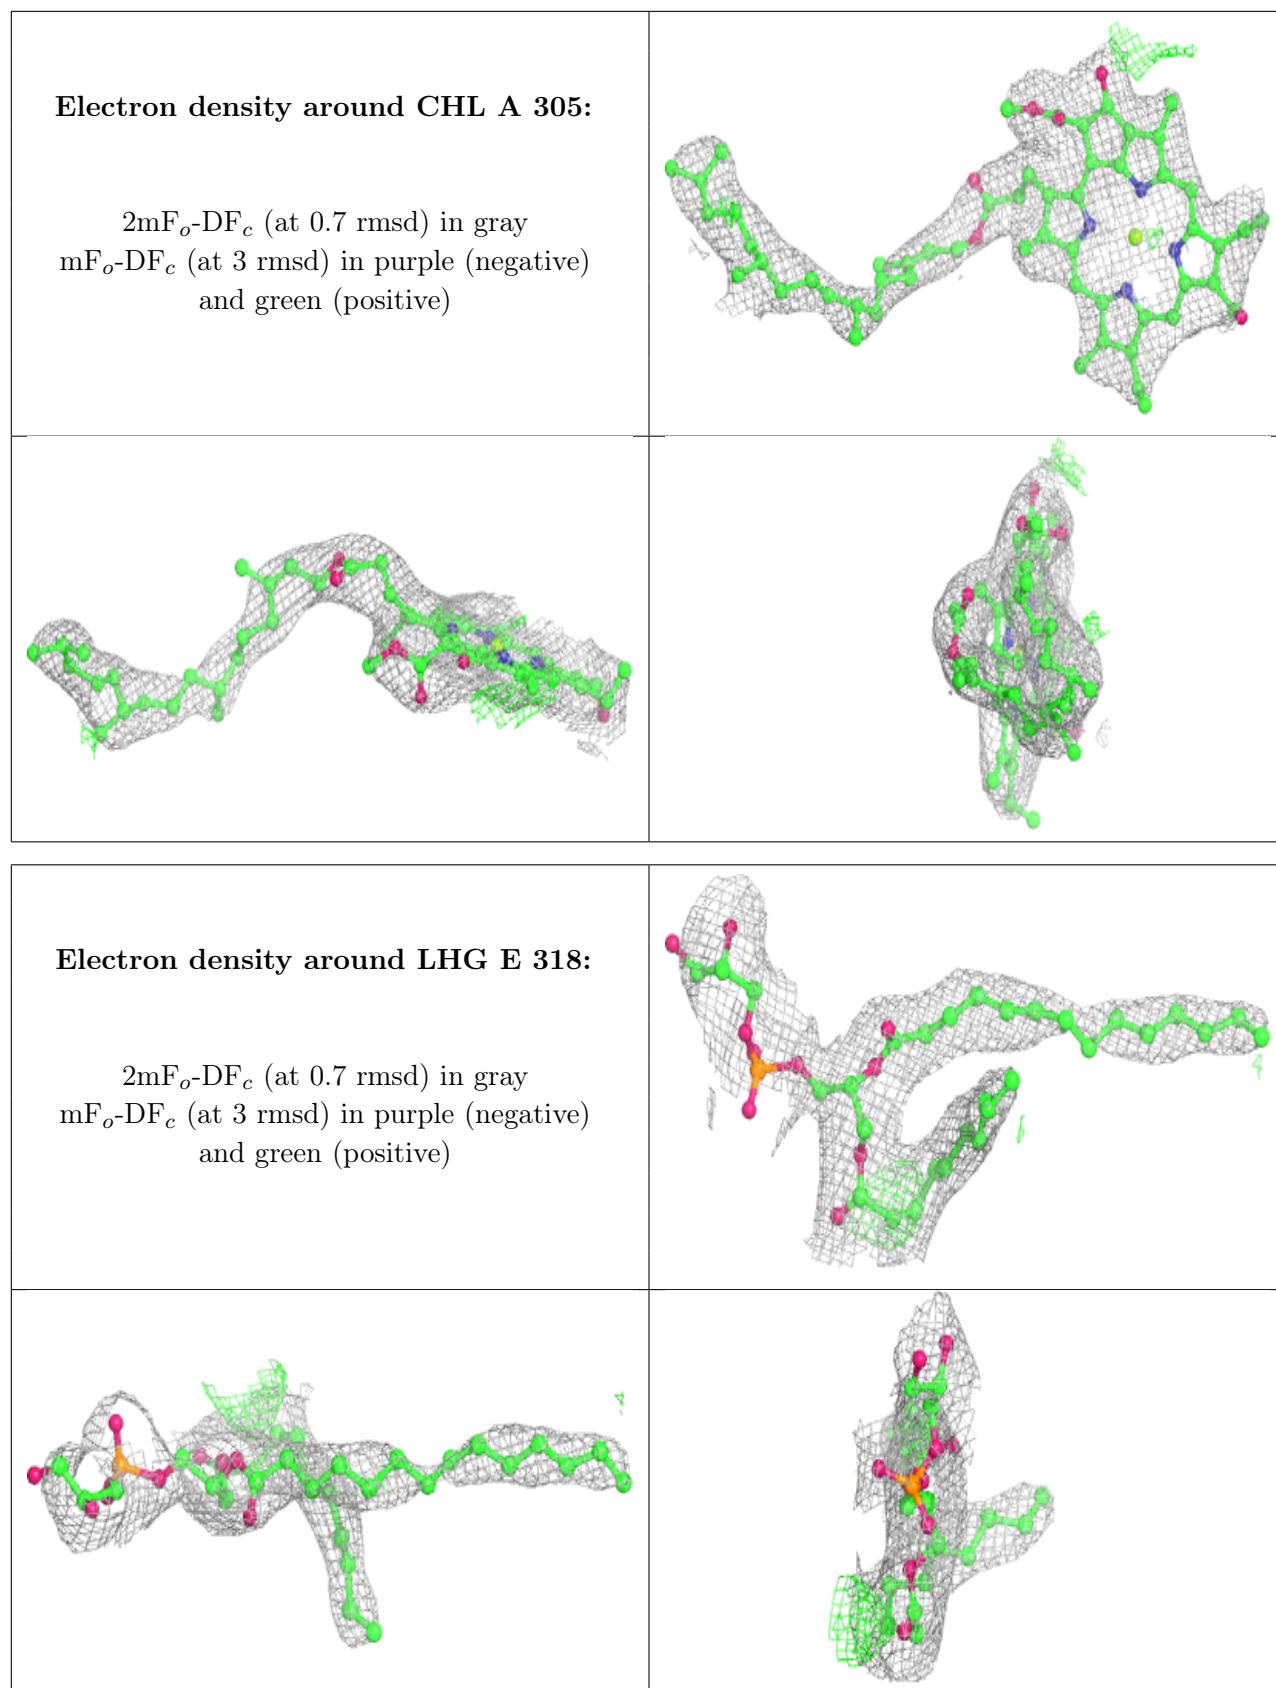 Electron density around CHL A 305:
2mFo-DFc (at 0.7 rmsd) in gray
mFo-DFc (at 3 rmsd) in purple (negative)
and green (positive)
Electron density around LHG E 318:
2mFo-DFc (at 0.7 rmsd) in gray
mFo-DFc (at 3 rmsd) in purple (negative)
and green (positive)